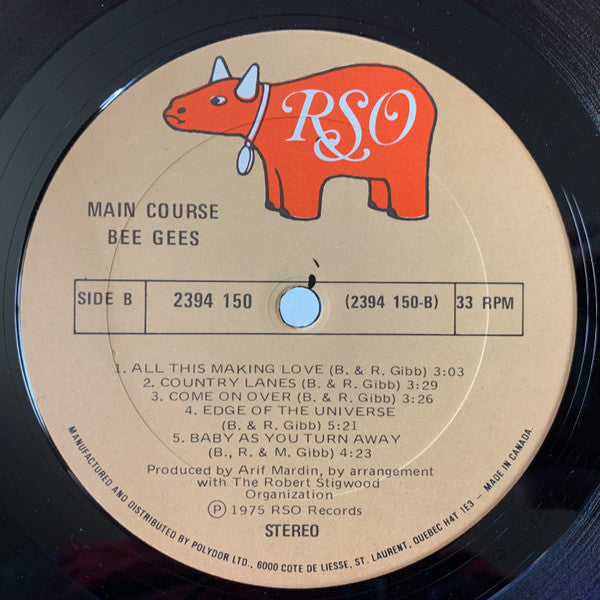 RSO
MAIN COURSE
BEE GEES
SIDE B 2394 150 (2394 150-B) 33 RPM
1. ALL THIS MAKING LOVE (B. & R. Gibb) 3:03
2. COUNTRY LANES (B. & R. Gibb) 3:29
3. COME ON OVER (B. & R. Gibb) 3:26
4. EDGE OF THE UNIVERSE
(B. & R. Gibb) 5:21
5. BABY AS YOU TURN AWAY
(B., R. & M. Gibb) 4:23
Produced by Arif Mardin, by arrangement
with The Robert Stigwood
Organization
Ⓟ 1975 RSO Records
STEREO
MANUFACTURED AND DISTRIBUTED BY POLYDOR LTD., 6000 COTE DE LIESSE, ST. LAURENT, QUEBEC H4T 1E3 – MADE IN CANADA.